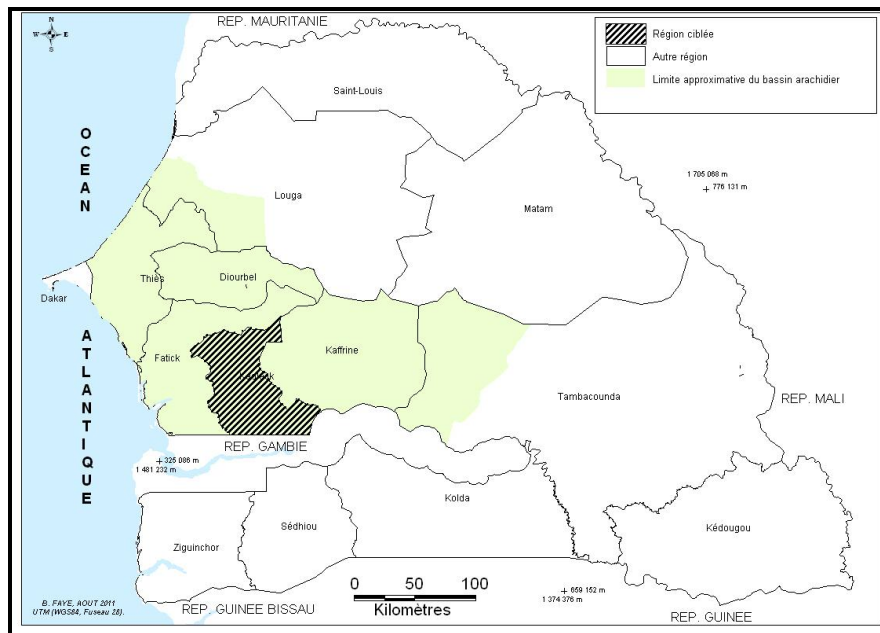 REP. MAURITANIE
N
W E
S
Région ciblée
Autre région
Limite approximative du bassin arachidier
Saint-Louis
OCEAN
ATLANTIQUE
1 705 068 m
776 131 m
Louga
Matam
Thiès
Diourbel
Dakar
Fatick
Kaffrine
Tambacounda
REP. MALI
REP. GAMBIE
325 086 m
1 481 232 m
Kolda
Sédhiou
Ziguinchor
Kédougou
0 50 100
Kilomètres
659 152 m
1 374 376 m
B. FAYE, AOUT 2011
UTM (WGS84, Fuseau 28).
REP. GUINEE BISSAU
REP. GUINEE